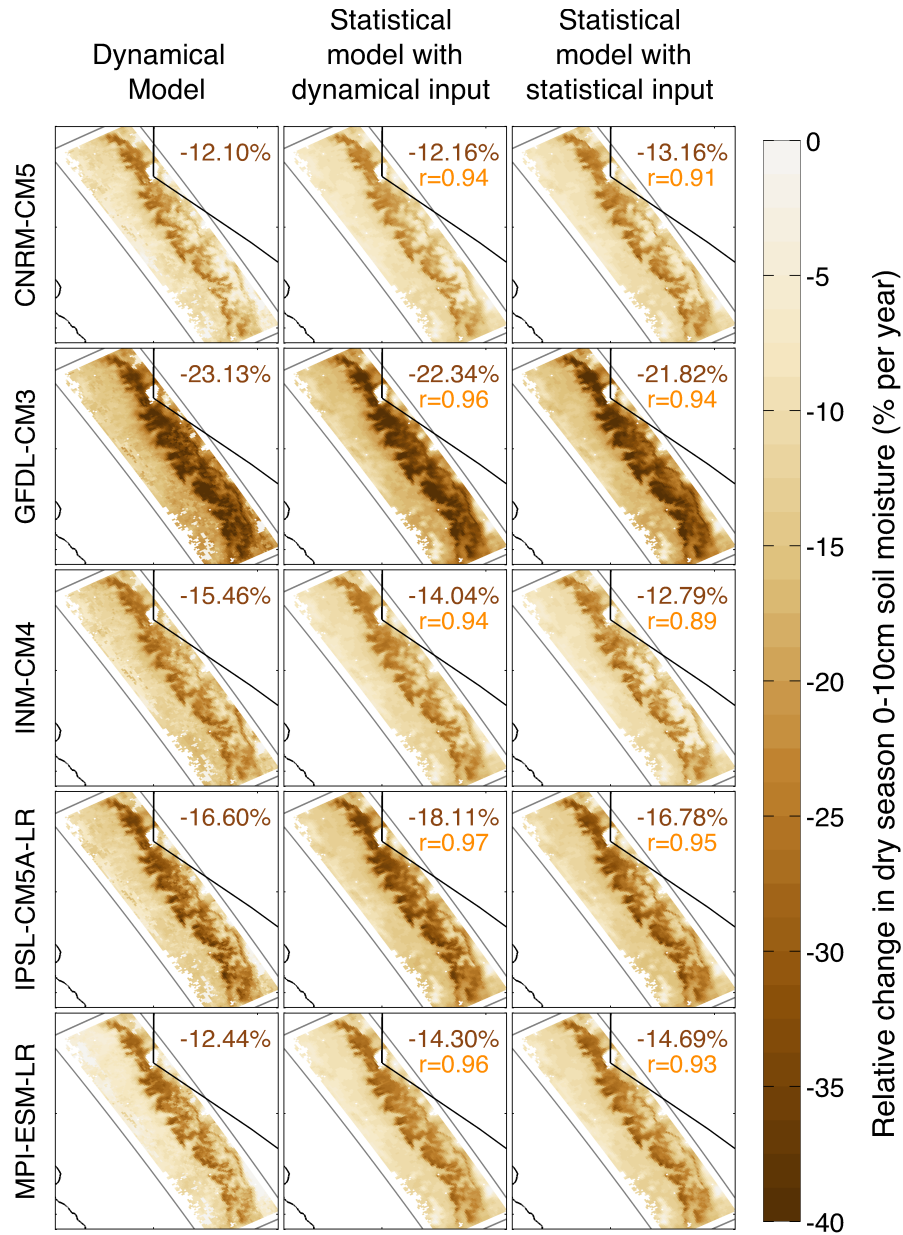 Dynamical
Model
Statistical
model with
dynamical input
Statistical
model with
statistical input
CNRM-CM5
-12.10%
-12.16%
r=0.94
-13.16%
r=0.91
GFDL-CM3
-23.13%
-22.34%
r=0.96
-21.82%
r=0.94
INM-CM4
-15.46%
-14.04%
r=0.94
-12.79%
r=0.89
IPSL-CM5A-LR
-16.60%
-18.11%
r=0.97
-16.78%
r=0.95
MPI-ESM-LR
-12.44%
-14.30%
r=0.96
-14.69%
r=0.93
0
-5
-10
-15
-20
-25
-30
-35
-40
Relative change in dry season 0-10cm soil moisture (% per year)